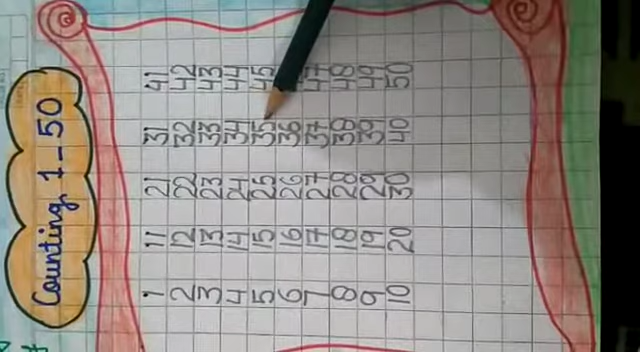 Counting, 1-50
1 11 21 31 41
2 12 22 32 42
3 13 23 33 43
4 14 24 34 44
5 15 25 35 45
6 16 26 36
7 17 27 37 47
8 18 28 38 48
9 19 29 39 49
10 20 30 40 50